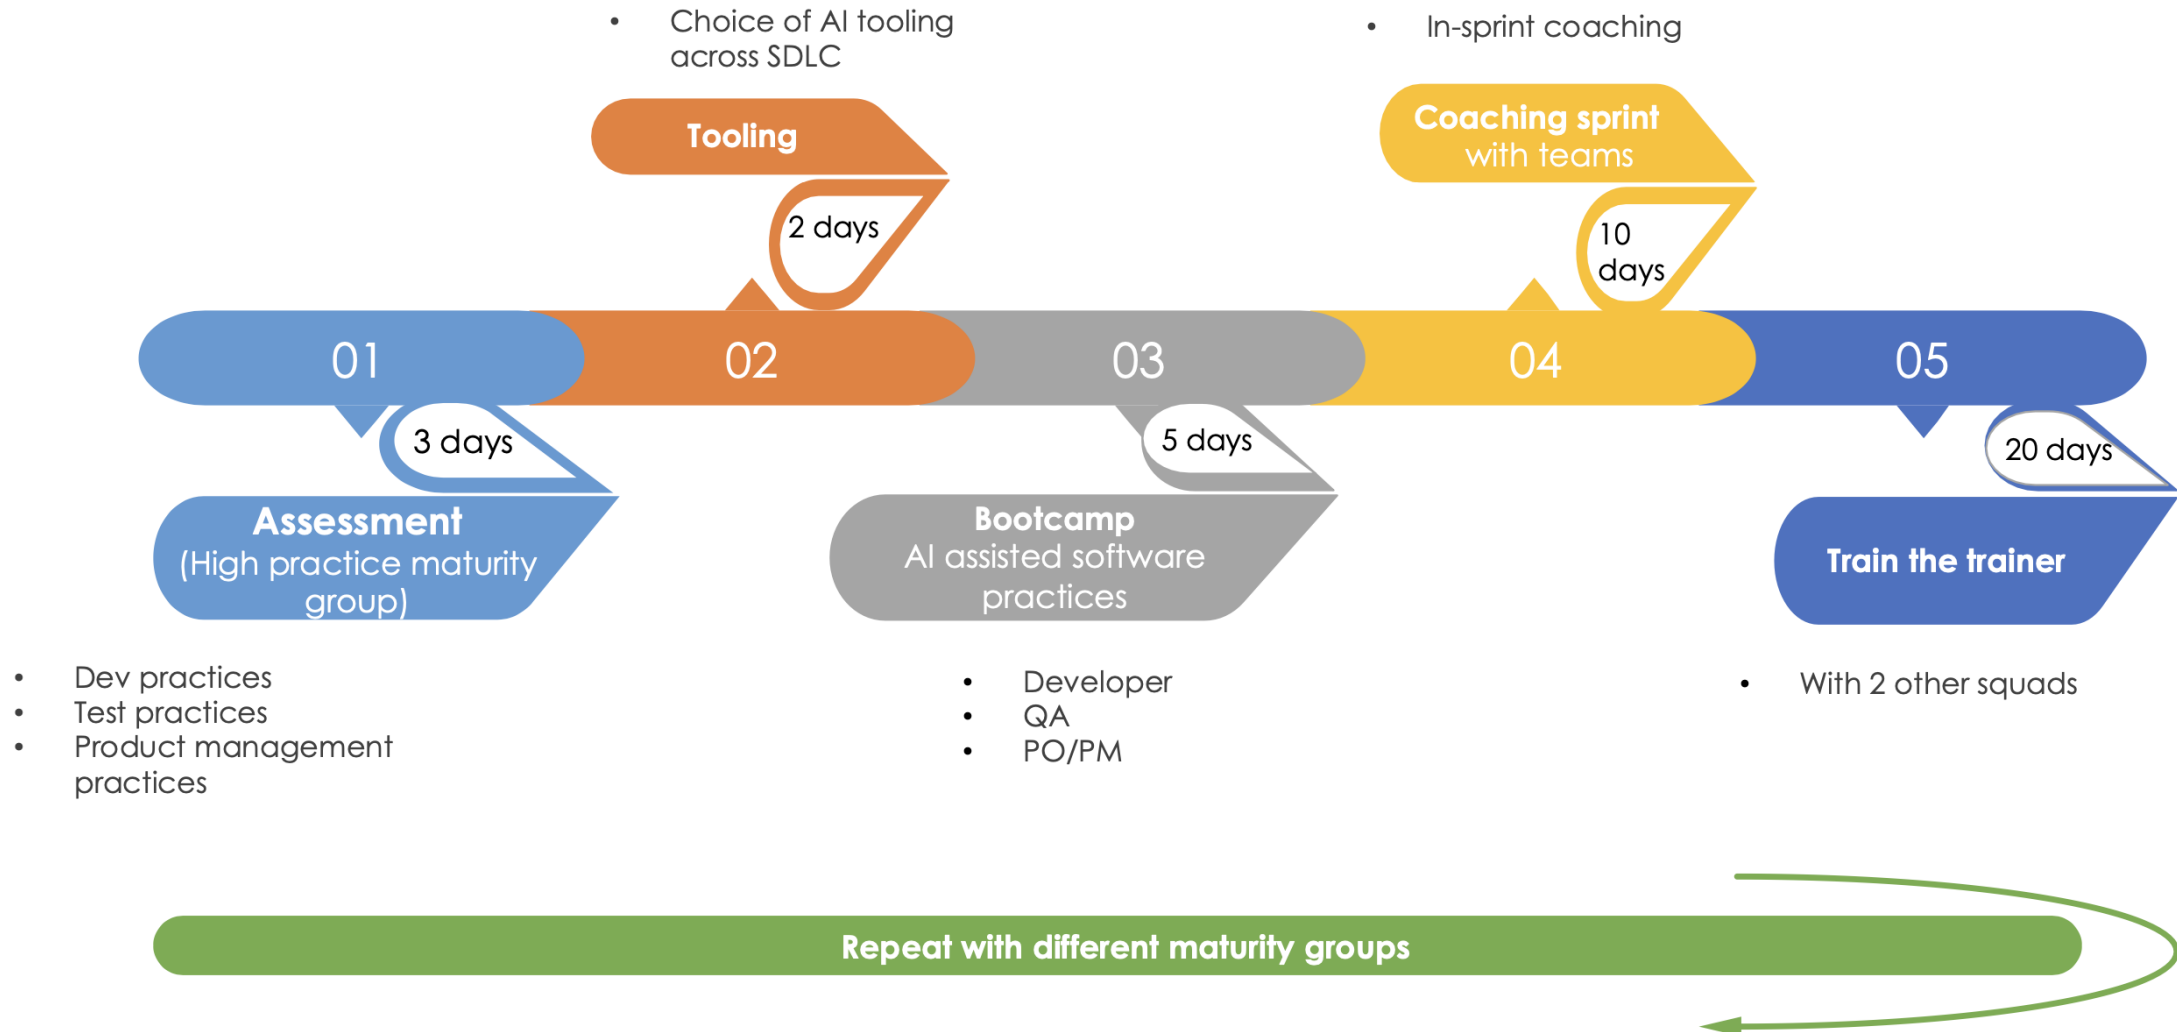 • Choice of AI tooling
across SDLC
• In-sprint coaching
Tooling
Coaching sprint
with teams
2 days
10
days
01
02
03
04
05
3 days
5 days
20 days
Assessment
(High practice maturity
group)
Bootcamp
AI assisted software
practices
Train the trainer
• Dev practices
• Test practices
• Product management
practices
• Developer
• QA
• PO/PM
• With 2 other squads
Repeat with different maturity groups